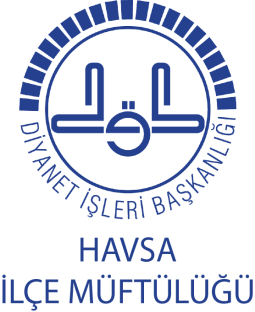 DİYANET İŞLERİ BAŞKANLIĞI
HAVSA
İLÇE MÜFTÜLÜĞÜ